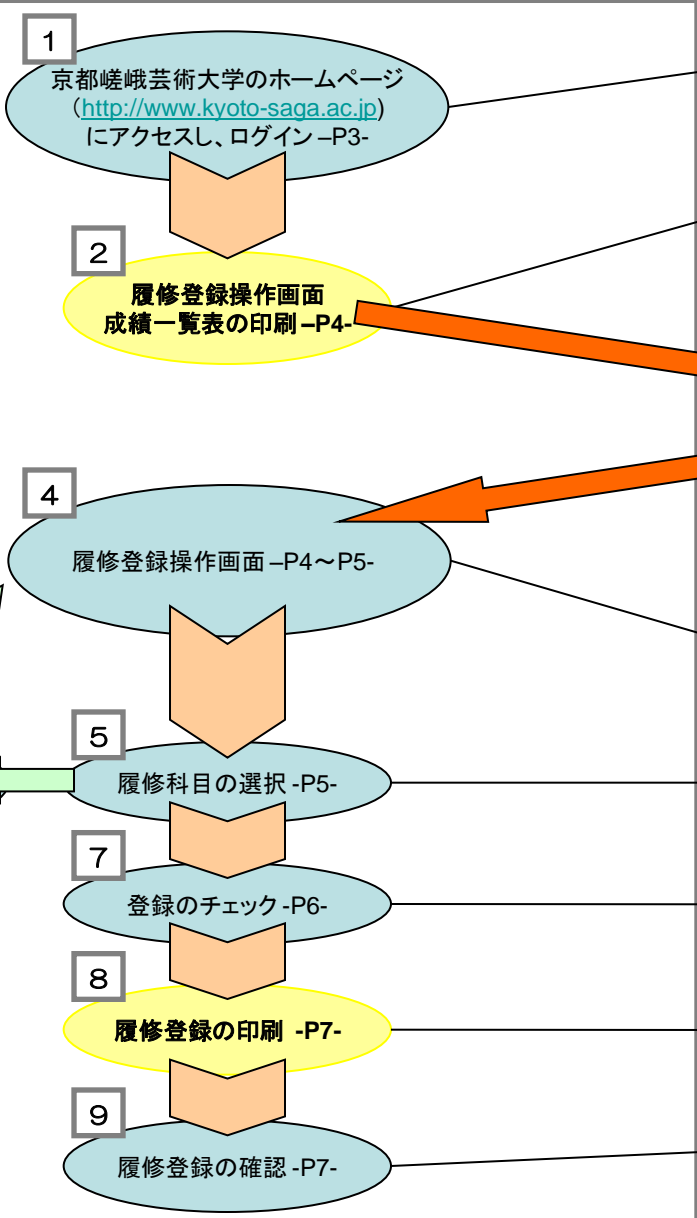 １
京都嵯峨芸術大学のホームページ
（http://www.kyoto-saga.ac.jp)
にアクセスし、ログイン –P3-
２
履修登録操作画面
成績一覧表の印刷 –P4-
４
履修登録操作画面 –P4～P5-
５
履修科目の選択 -P5-
７
登録のチェック -P6-
８
履修登録の印刷 -P7-
９
履修登録の確認 -P7-